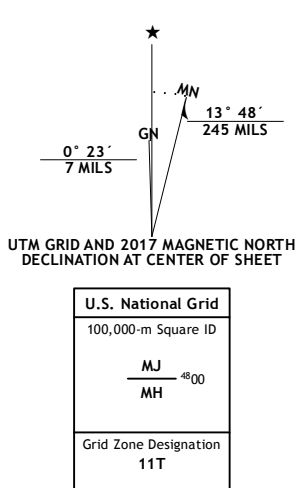 ★
MN
GN
13° 48´
245 MILS
0° 23´
7 MILS
UTM GRID AND 2017 MAGNETIC NORTH
DECLINATION AT CENTER OF SHEET
U.S. National Grid
100,000-m Square ID
MJ
4800
MH
Grid Zone Designation
11T